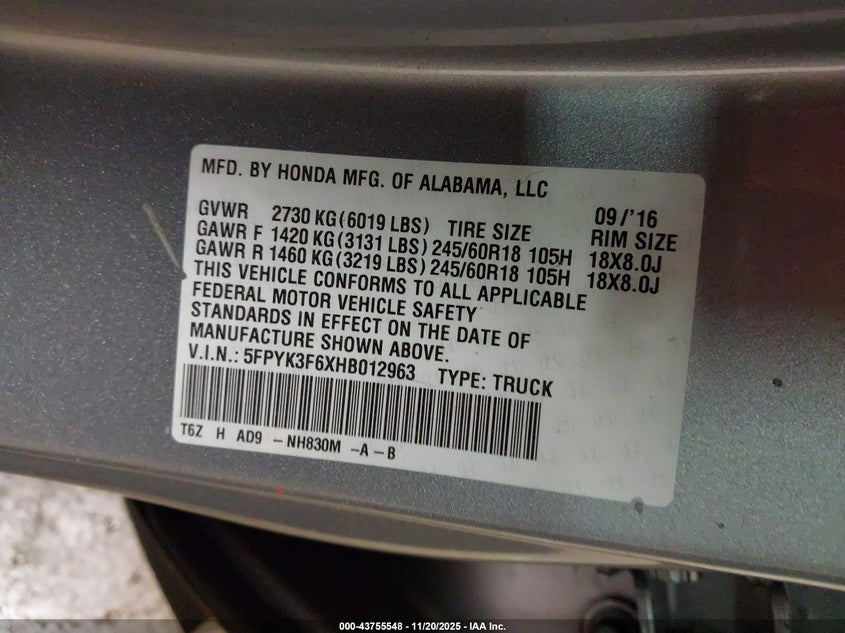 MFD. BY HONDA MFG. OF ALABAMA, LLC
09/'16
GVWR 2730 KG(6019 LBS) TIRE SIZE RIM SIZE
GAWR F 1420 KG(3131 LBS) 245/60R18 105H 18X8.0J
GAWR R 1460 KG(3219 LBS) 245/60R18 105H 18X8.0J
THIS VEHICLE CONFORMS TO ALL APPLICABLE
FEDERAL MOTOR VEHICLE SAFETY
STANDARDS IN EFFECT ON THE DATE OF
MANUFACTURE SHOWN ABOVE.
V.I.N.: 5FPYK3F6XHB012963 TYPE: TRUCK
T6Z H AD9 -NH830M -A-B
000-43755548 - 11/20/2025 - IAA Inc.